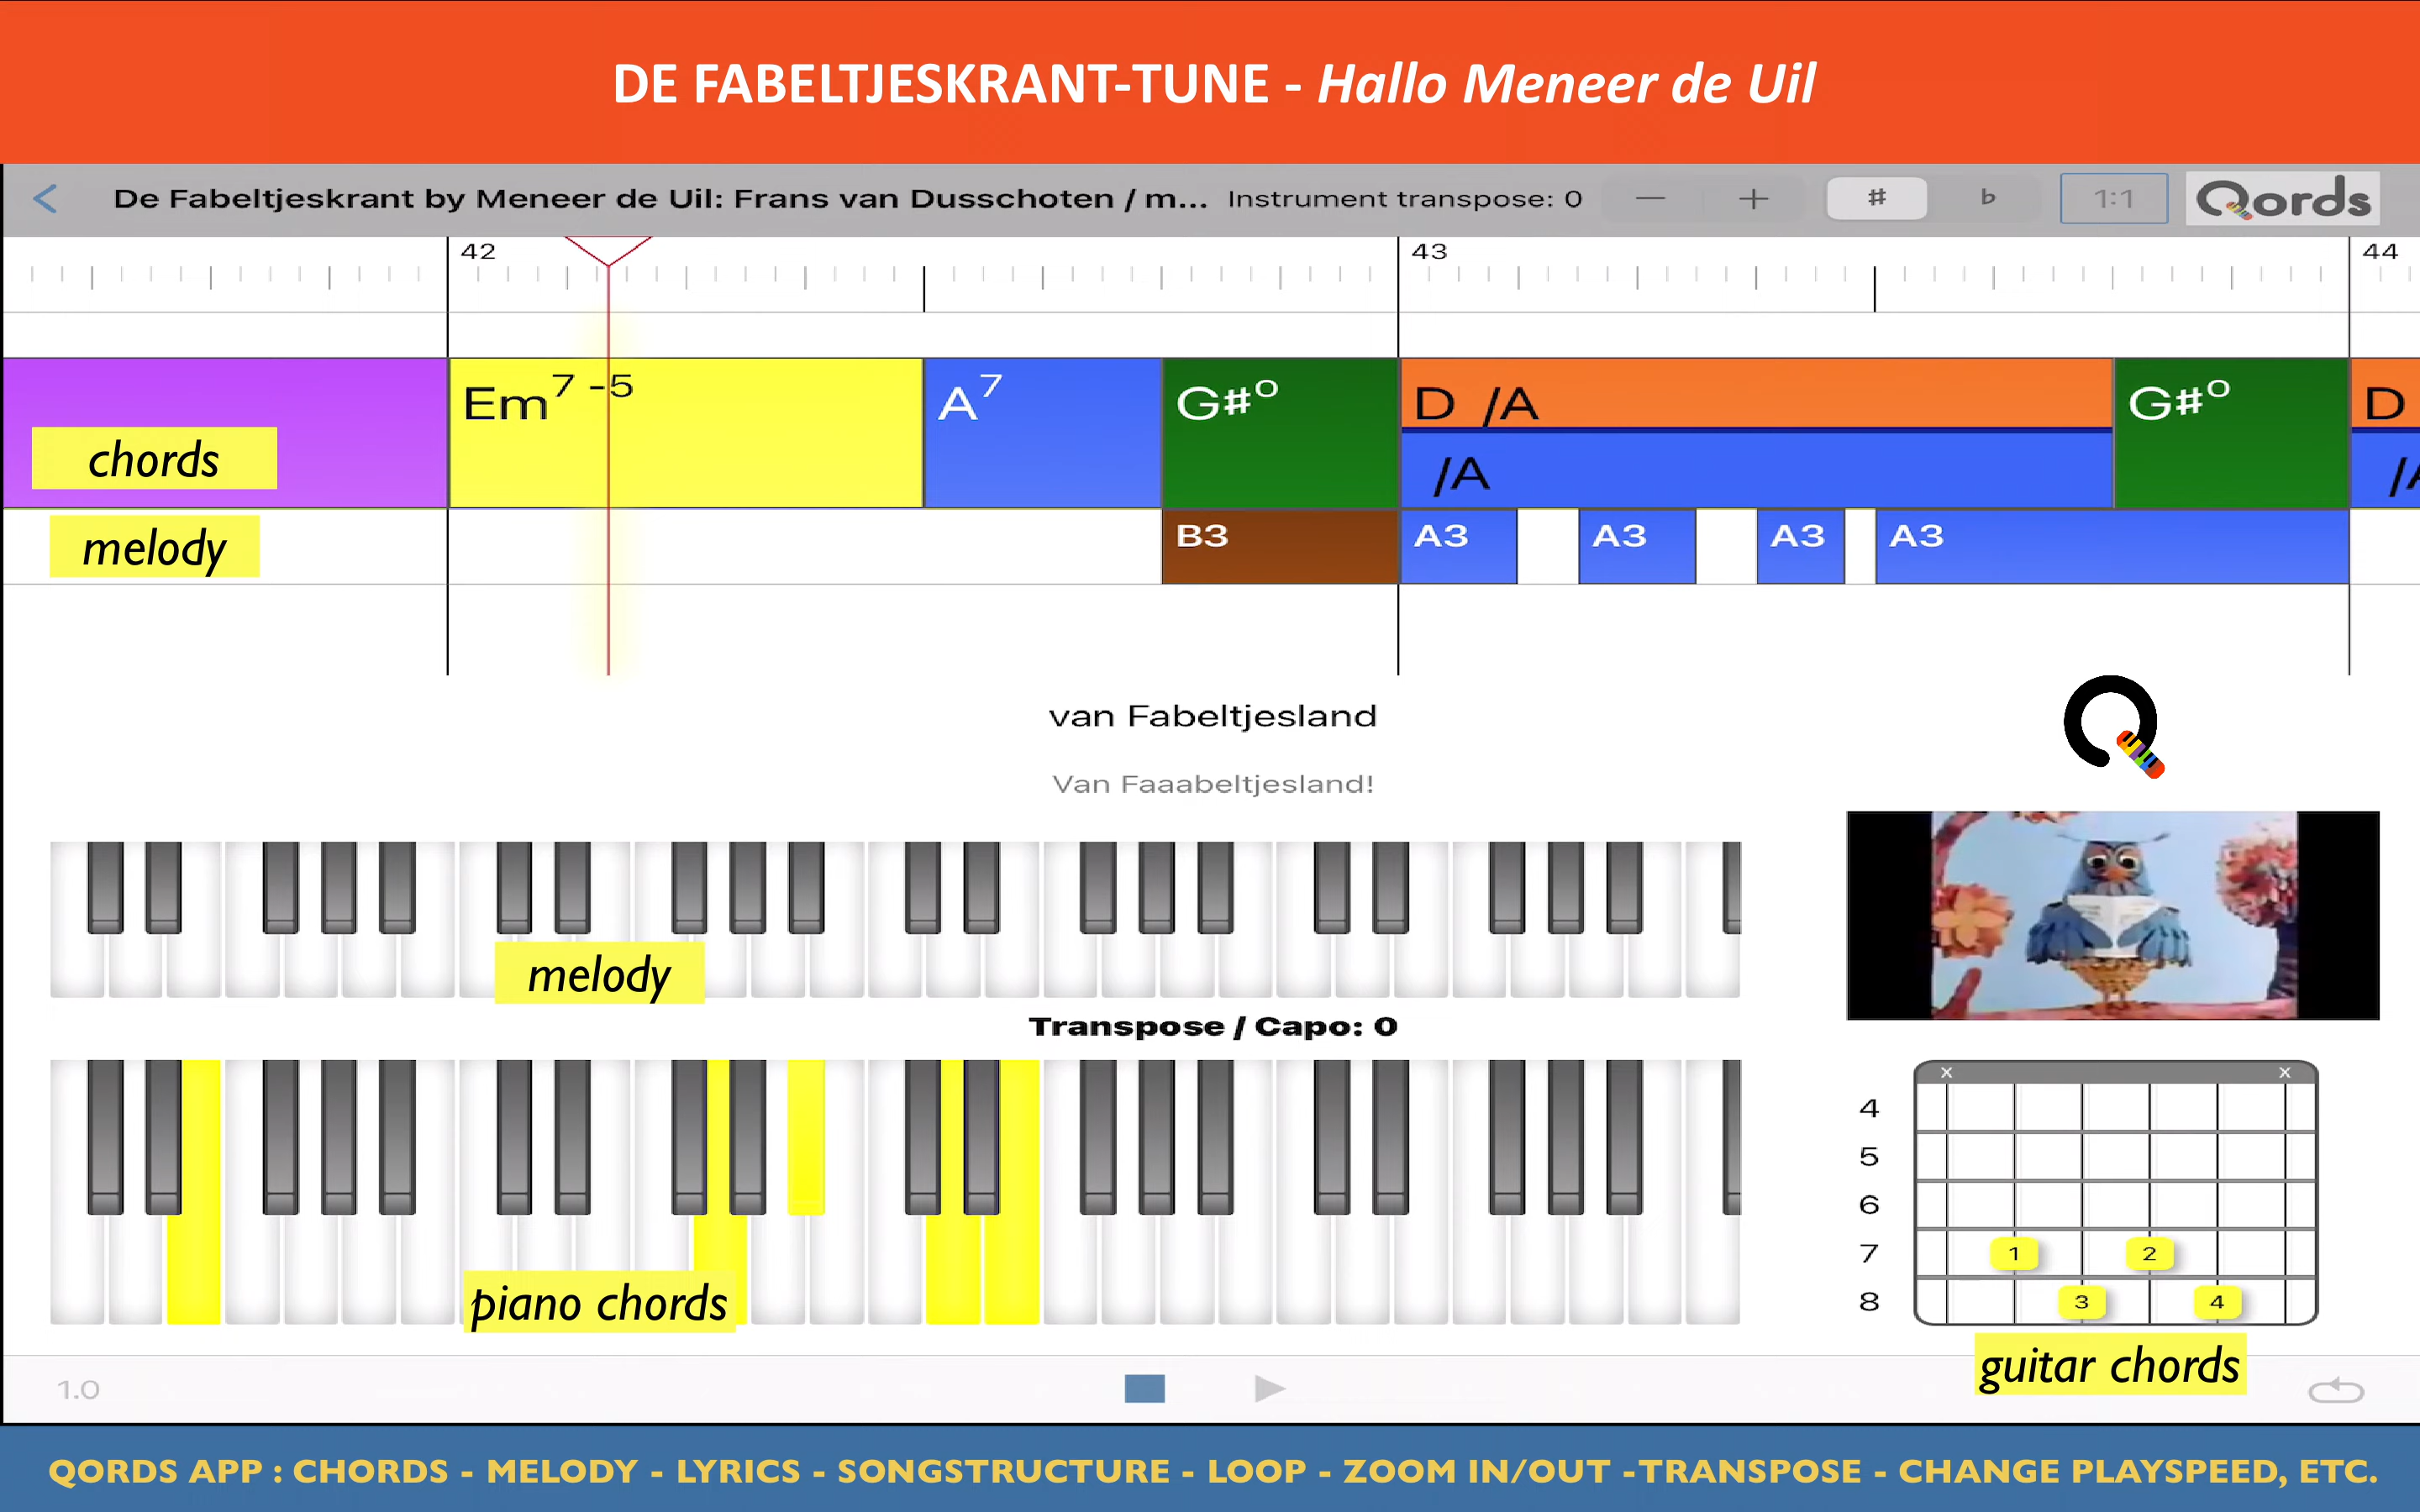 DE FABELTJESKRANT-TUNE - Hallo Meneer de Uil
< De Fabeltjeskrant by Meneer de Uil: Frans van Dusschoten / m... Instrument transpose: 0 — + # ♭ 1:1 Qords
42 43 44
Em7 -5 A7 G#o D /A G#o D
chords /A /A
melody B3 A3 A3 A3 A3
van Fabeltjesland
Van Faaabeltjesland!
melody
Transpose / Capo: 0
x x
4
5
6
7 1 2
8 3 4
piano chords
guitar chords
1.0
QORDS APP : CHORDS - MELODY - LYRICS - SONGSTRUCTURE - LOOP - ZOOM IN/OUT -TRANSPOSE - CHANGE PLAYSPEED, ETC.